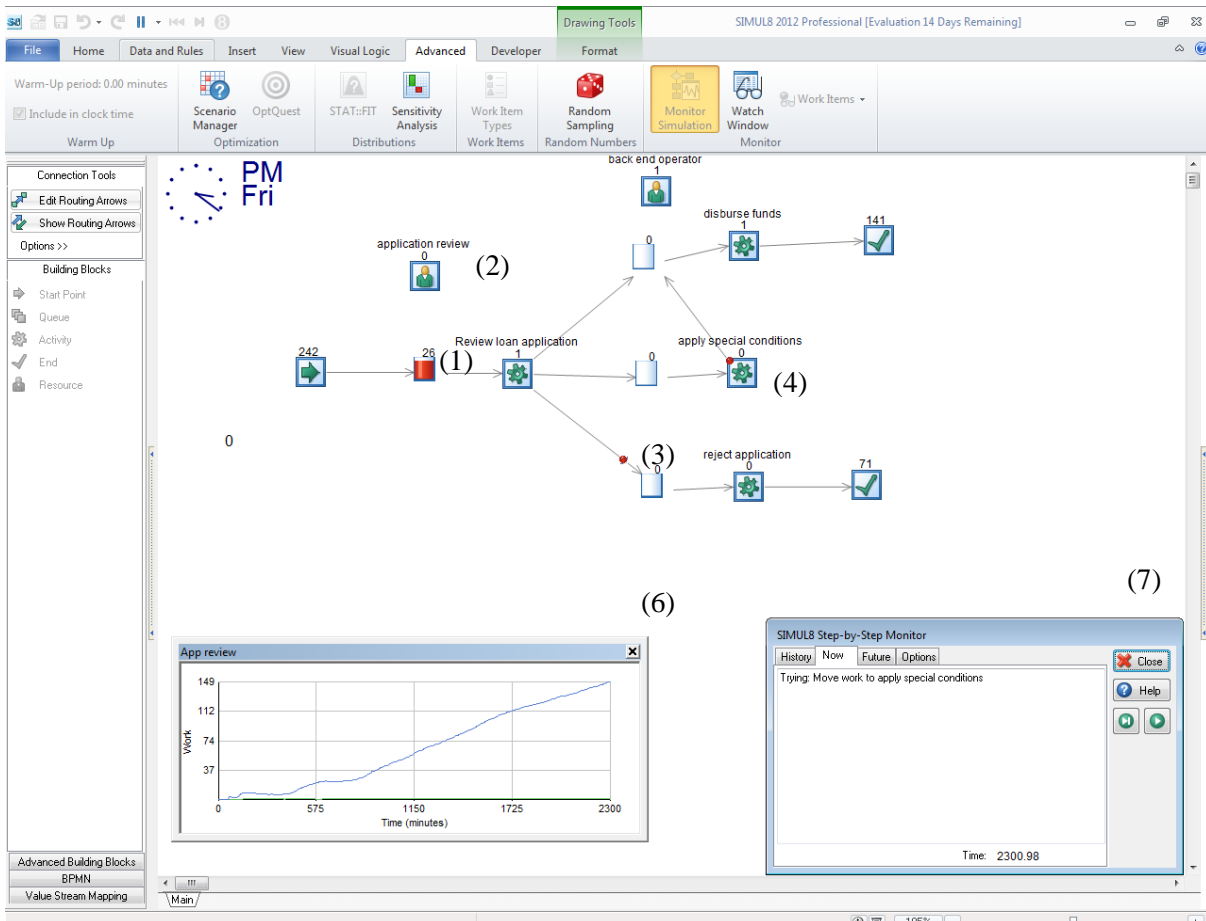 S8
Drawing Tools
SIMUL8 2012 Professional [Evaluation 14 Days Remaining]
File Home Data and Rules Insert View Visual Logic Advanced Developer Format
Warm-Up period: 0.00 minutes
Include in clock time
Warm Up
Scenario Manager
OptQuest
Optimization
STAT::FIT
Sensitivity Analysis
Distributions
Work Item Types
Work Items
Random Sampling
Random Numbers
Monitor Simulation
Watch Window
Work Items
Monitor
Connection Tools
Edit Routing Arrows
Show Routing Arrows
Options >>
Building Blocks
Start Point
Queue
Activity
End
Resource
PM
Fri
back end operator
1
disburse funds
1
141
0
application review
0
(2)
242
26
(1)
Review loan application
1
0
apply special conditions
0
(4)
0
(3)
0
reject application
0
71
(6)
(7)
App review
149
112
74
37
Work
0 575 1150 1725 2300
Time (minutes)
SIMUL8 Step-by-Step Monitor
History Now Future Options
Trying: Move work to apply special conditions
Close
Help
Time: 2300.98
Advanced Building Blocks
BPMN
Value Stream Mapping
Main